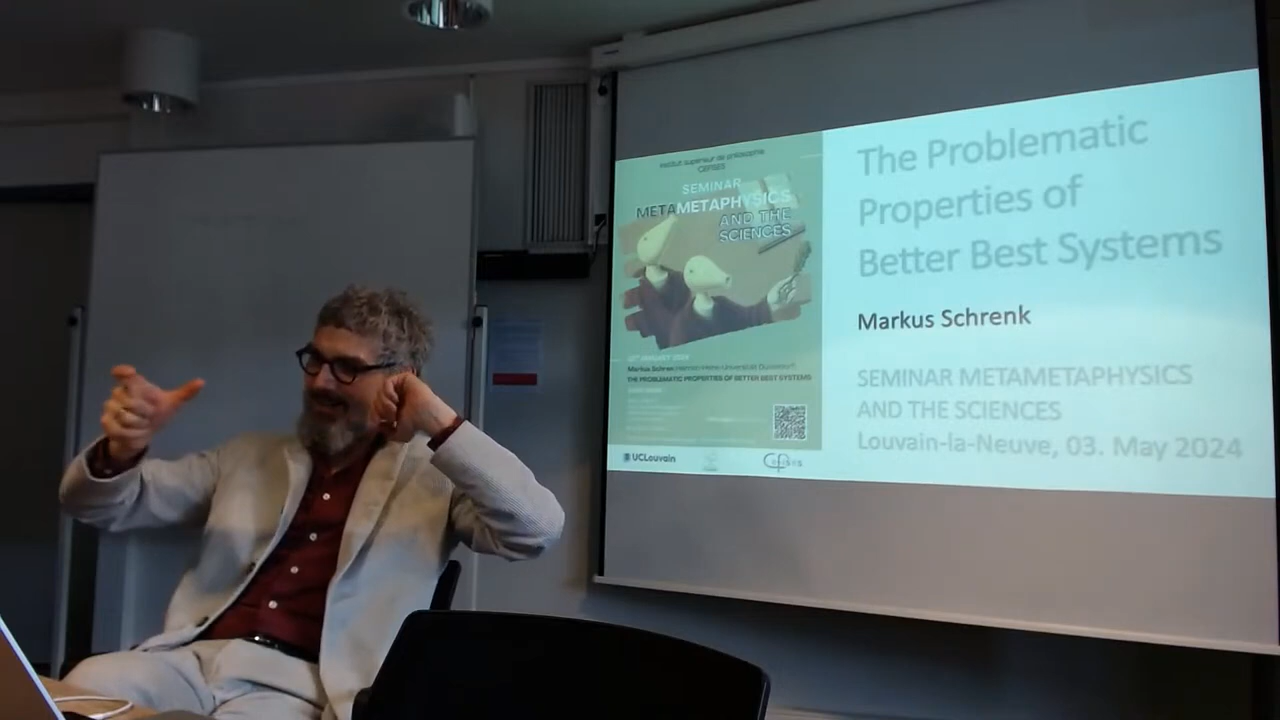 Institut supérieur de philosophie
CEFISES
SEMINAR
METAMETAPHYSICS
AND THE
SCIENCES
Markus Schrenk
THE PROBLEMATIC PROPERTIES OF BETTER BEST SYSTEMS
UCLouvain
The Problematic
Properties of
Better Best Systems
Markus Schrenk
SEMINAR METAMETAPHYSICS
AND THE SCIENCES
Louvain-la-Neuve, 03. May 2024